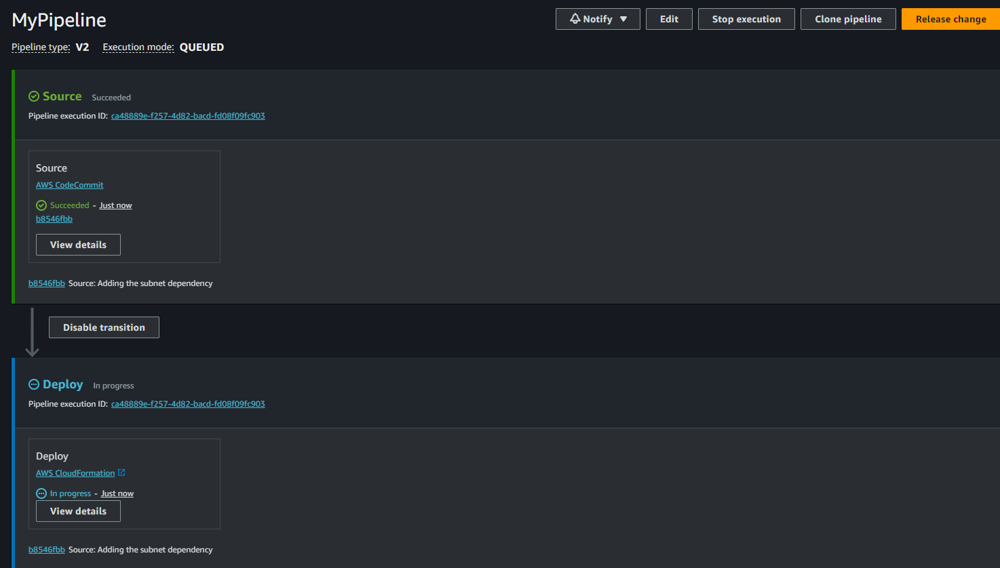 MyPipeline
Notify ▼ Edit Stop execution Clone pipeline Release change
Pipeline type: V2 Execution mode: QUEUED
Source Succeeded
Pipeline execution ID: ca48889e-f257-4d82-bacd-fd08f09fc903
Source
AWS CodeCommit
Succeeded - Just now
b8546fbb
View details
b8546fbb Source: Adding the subnet dependency
Disable transition
Deploy In progress
Pipeline execution ID: ca48889e-f257-4d82-bacd-fd08f09fc903
Deploy
AWS CloudFormation
In progress - Just now
View details
b8546fbb Source: Adding the subnet dependency